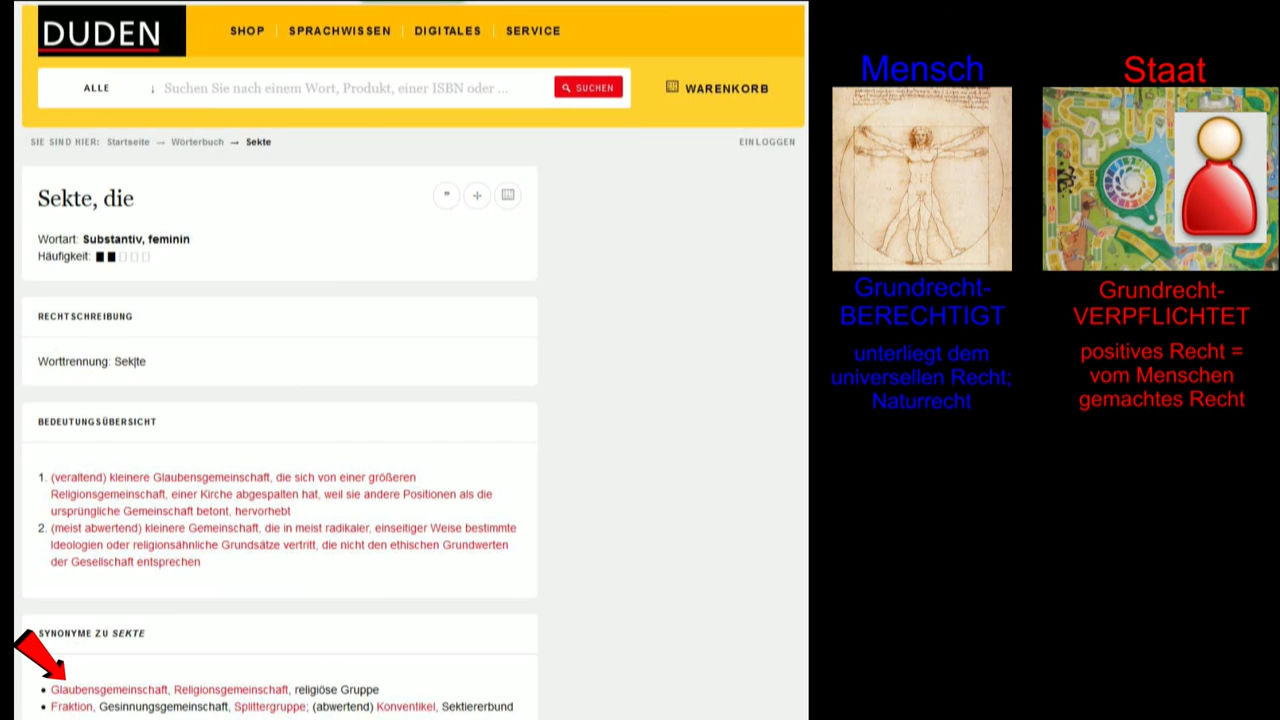 DUDEN
SHOP SPRACHWISSEN DIGITALES SERVICE
ALLE ↓ Suchen Sie nach einem Wort, Produkt, einer ISBN oder ... SUCHEN WARENKORB
SIE SIND HIER: Startseite → Wörterbuch → Sekte EINLOGGEN
Sekte, die
Wortart: Substantiv, feminin
Häufigkeit:
RECHTSCHREIBUNG
Worttrennung: Sek|te
BEDEUTUNGSÜBERSICHT
1. (veraltend) kleinere Glaubensgemeinschaft, die sich von einer größeren
Religionsgemeinschaft, einer Kirche abgespalten hat, weil sie andere Positionen als die
ursprüngliche Gemeinschaft betont, hervorhebt
2. (meist abwertend) kleinere Gemeinschaft, die in meist radikaler, einseitiger Weise bestimmte
Ideologien oder religionsähnliche Grundsätze vertritt, die nicht den ethischen Grundwerten
der Gesellschaft entsprechen
SYNONYME ZU SEKTE
• Glaubensgemeinschaft, Religionsgemeinschaft, religiöse Gruppe
• Fraktion, Gesinnungsgemeinschaft, Splittergruppe; (abwertend) Konventikel, Sektiererbund
Mensch
Grundrecht-
BERECHTIGT
unterliegt dem
universellen Recht;
Naturrecht
Staat
Grundrecht-
VERPFLICHTET
positives Recht =
vom Menschen
gemachtes Recht